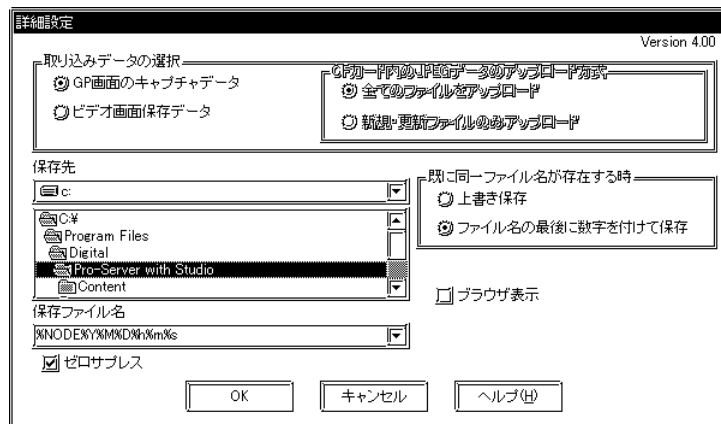 詳細設定
Version 4.00
取り込みデータの選択
GP画面のキャプチャデータ
ビデオ画面保存データ
CFカード内のJPEGデータのアップロード方式
全てのファイルをアップロード
新規・更新ファイルのみアップロード
保存先
c:
C:¥
Program Files
Digital
Pro-Server with Studio
Content
既に同一ファイル名が存在する時
上書き保存
ファイル名の最後に数字を付けて保存
ブラウザ表示
保存ファイル名
%NODE%Y%M%D%h%m%s
ゼロサプレス
OK
キャンセル
ヘルプ(H)